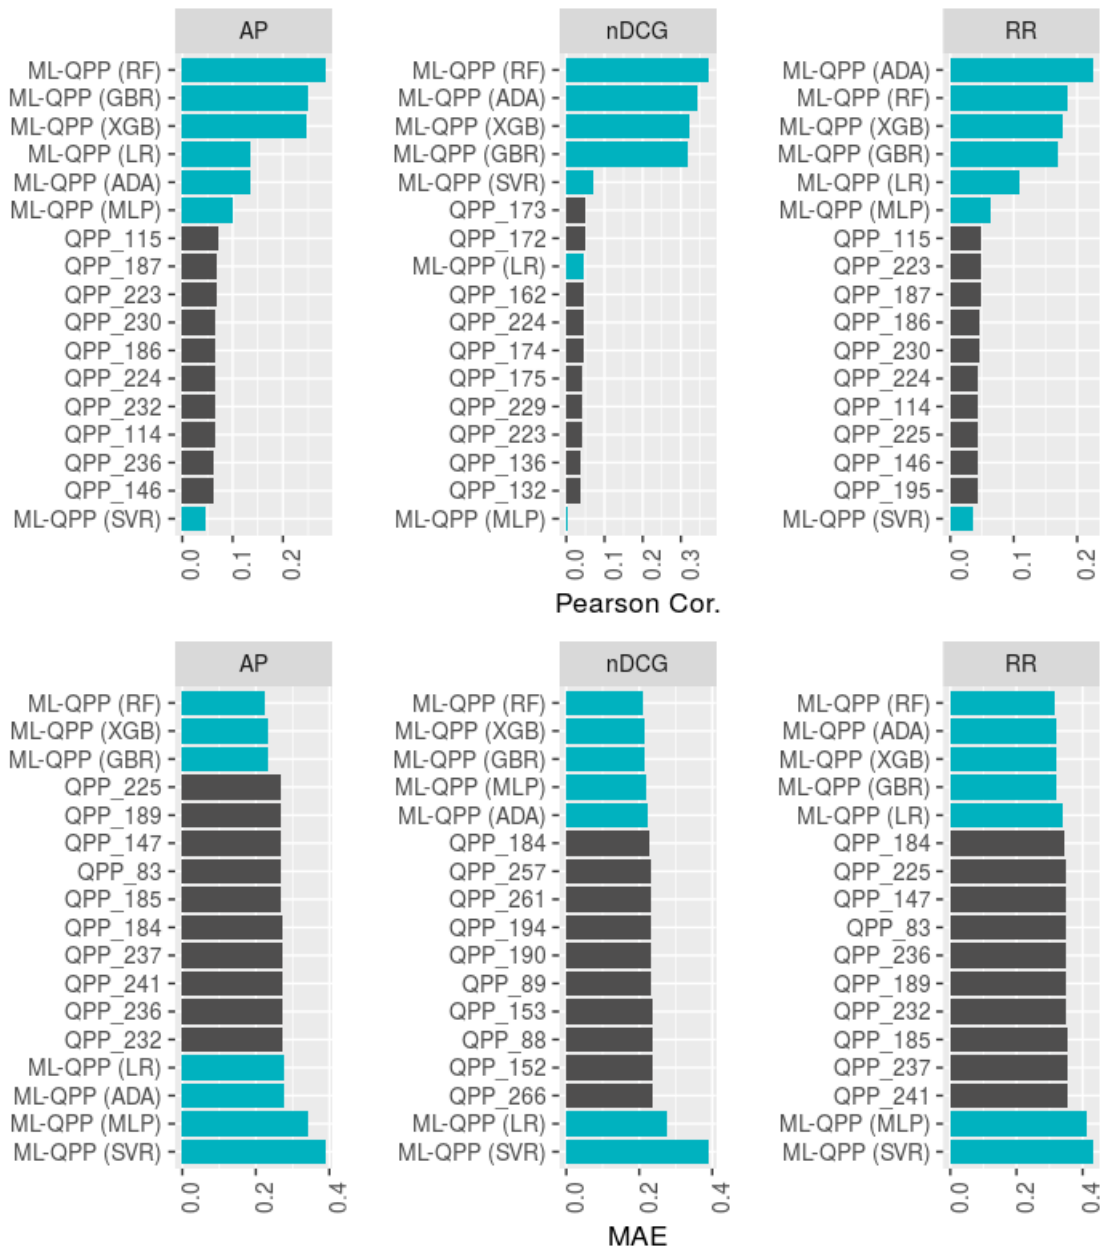 AP
ML-QPP (RF)
ML-QPP (GBR)
ML-QPP (XGB)
ML-QPP (LR)
ML-QPP (ADA)
ML-QPP (MLP)
QPP_115
QPP_187
QPP_223
QPP_230
QPP_186
QPP_224
QPP_232
QPP_114
QPP_236
QPP_146
ML-QPP (SVR)
0.0
0.1
0.2
nDCG
ML-QPP (RF)
ML-QPP (ADA)
ML-QPP (XGB)
ML-QPP (GBR)
ML-QPP (SVR)
QPP_173
QPP_172
ML-QPP (LR)
QPP_162
QPP_224
QPP_174
QPP_175
QPP_229
QPP_223
QPP_136
QPP_132
ML-QPP (MLP)
0.0
0.1
0.2
0.3
RR
ML-QPP (ADA)
ML-QPP (RF)
ML-QPP (XGB)
ML-QPP (GBR)
ML-QPP (LR)
ML-QPP (MLP)
QPP_115
QPP_223
QPP_187
QPP_186
QPP_230
QPP_224
QPP_114
QPP_225
QPP_146
QPP_195
ML-QPP (SVR)
0.0
0.1
0.2
Pearson Cor.
AP
ML-QPP (RF)
ML-QPP (XGB)
ML-QPP (GBR)
QPP_225
QPP_189
QPP_147
QPP_83
QPP_185
QPP_184
QPP_237
QPP_241
QPP_236
QPP_232
ML-QPP (LR)
ML-QPP (ADA)
ML-QPP (MLP)
ML-QPP (SVR)
0.0
0.2
0.4
nDCG
ML-QPP (RF)
ML-QPP (XGB)
ML-QPP (GBR)
ML-QPP (MLP)
ML-QPP (ADA)
QPP_184
QPP_257
QPP_261
QPP_194
QPP_190
QPP_89
QPP_153
QPP_88
QPP_152
QPP_266
ML-QPP (LR)
ML-QPP (SVR)
0.0
0.2
0.4
RR
ML-QPP (RF)
ML-QPP (ADA)
ML-QPP (XGB)
ML-QPP (GBR)
ML-QPP (LR)
QPP_184
QPP_225
QPP_147
QPP_83
QPP_236
QPP_189
QPP_232
QPP_185
QPP_237
QPP_241
ML-QPP (MLP)
ML-QPP (SVR)
0.0
0.2
0.4
MAE